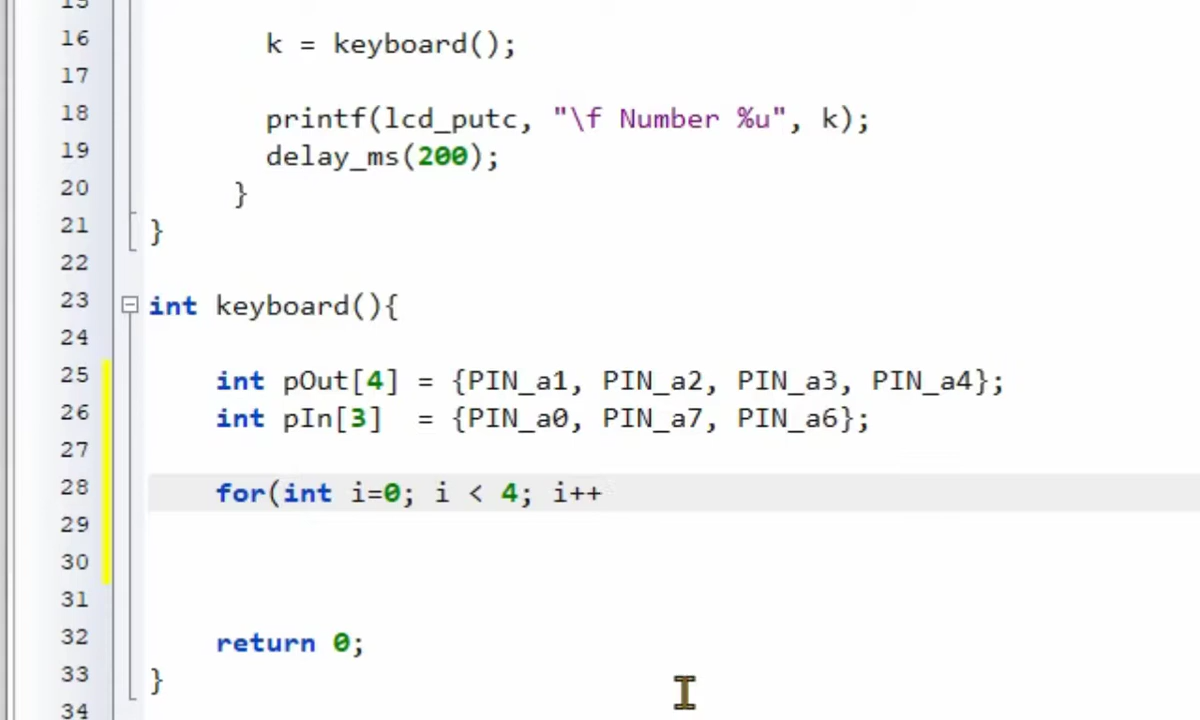 15
16 k = keyboard();
17
18 printf(lcd_putc, "\f Number %u", k);
19 delay_ms(200);
20 }
21 }
22
23 int keyboard(){
24
25 int pOut[4] = {PIN_a1, PIN_a2, PIN_a3, PIN_a4};
26 int pIn[3] = {PIN_a0, PIN_a7, PIN_a6};
27
28 for(int i=0; i < 4; i++
29
30
31
32 return 0;
33 }
34